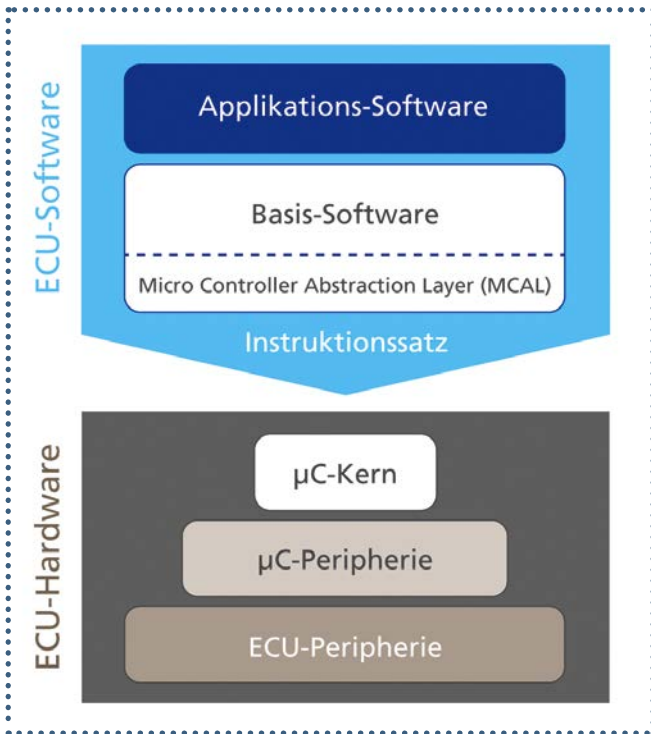 ECU-Software
Applikations-Software
Basis-Software
Micro Controller Abstraction Layer (MCAL)
Instruktionssatz
ECU-Hardware
µC-Kern
µC-Peripherie
ECU-Peripherie